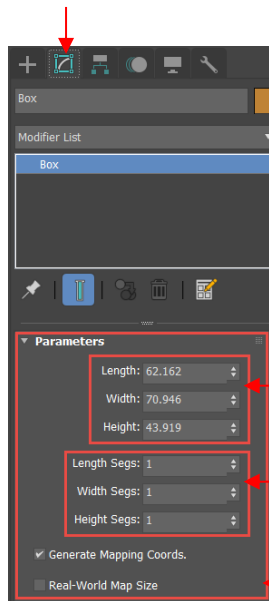 Box
Modifier List
Box
Parameters
Length: 62.162
Width: 70.946
Height: 43.919
Length Segs: 1
Width Segs: 1
Height Segs: 1
Generate Mapping Coords.
Real-World Map Size